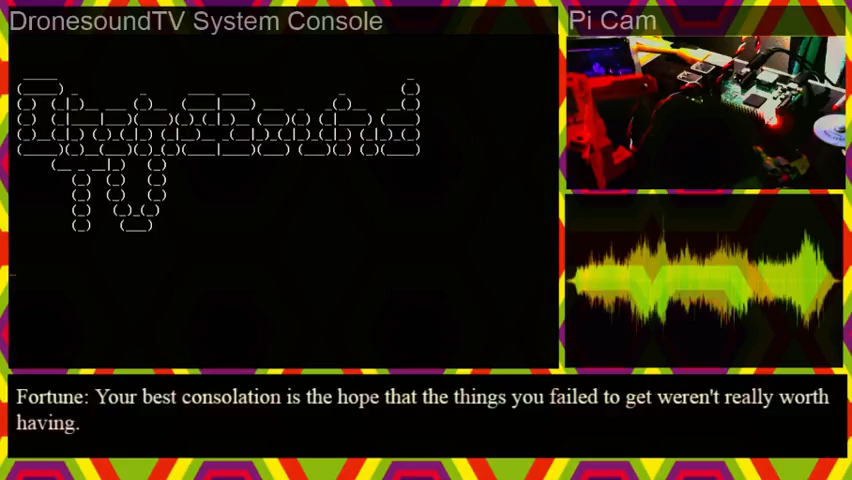 DronesoundTV System Console
Pi Cam
Fortune: Your best consolation is the hope that the things you failed to get weren't really worth
having.